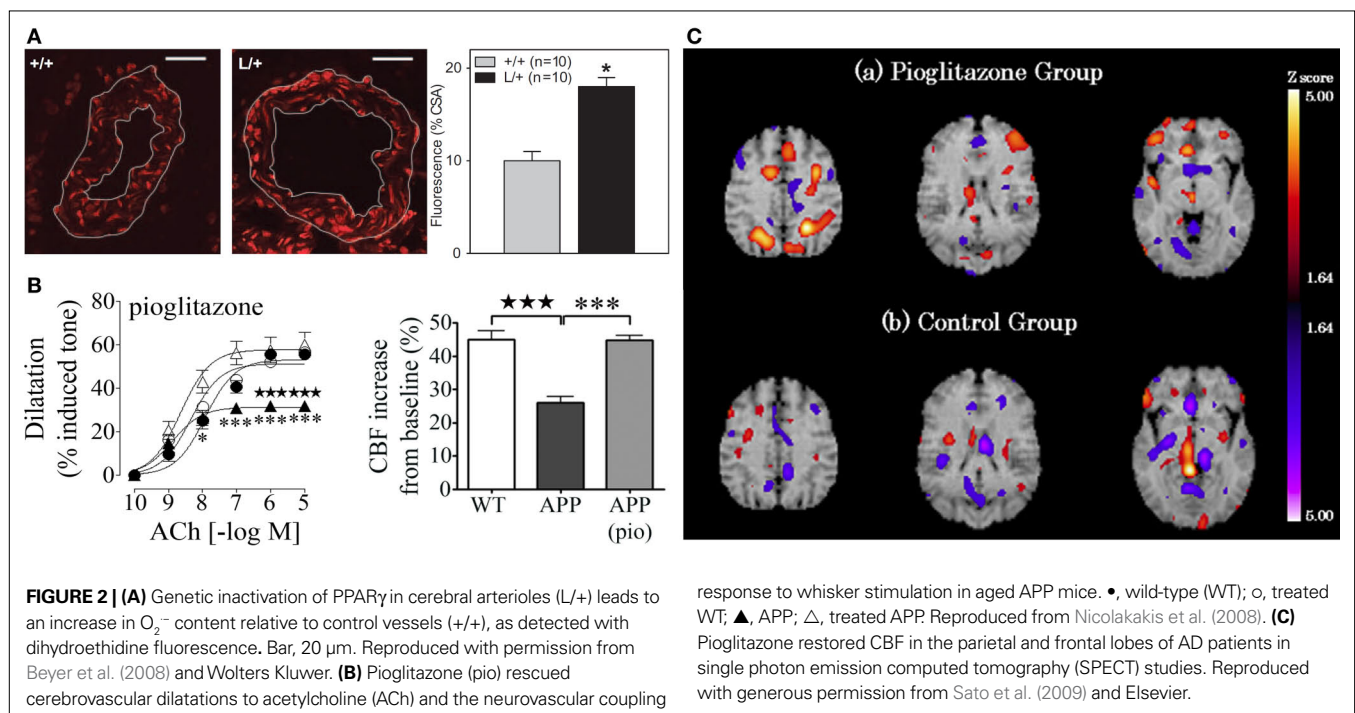 A
+/+
L/+
Fluorescence (% CSA)
20
10
0
+/+ (n=10)
L/+ (n=10)
*
B
Dilatation
(% induced tone)
80
60
40
20
0
pioglitazone
★★★★★★
* *** *** ***
10 9 8 7 6 5
ACh [-log M]
CBF increase
from baseline (%)
50
40
30
20
10
0
★★★ ***
WT APP APP
(pio)
C
(a) Pioglitazone Group
Z score
5.00
1.64
1.64
(b) Control Group
5.00
FIGURE 2 | (A) Genetic inactivation of PPARγ in cerebral arterioles (L/+) leads to
an increase in O₂·⁻ content relative to control vessels (+/+), as detected with
dihydroethidine fluorescence. Bar, 20 µm. Reproduced with permission from
Beyer et al. (2008) and Wolters Kluwer. (B) Pioglitazone (pio) rescued
cerebrovascular dilatations to acetylcholine (ACh) and the neurovascular coupling
response to whisker stimulation in aged APP mice. •, wild-type (WT); ○, treated
WT; ▲, APP; △, treated APP. Reproduced from Nicolakakis et al. (2008). (C)
Pioglitazone restored CBF in the parietal and frontal lobes of AD patients in
single photon emission computed tomography (SPECT) studies. Reproduced
with generous permission from Sato et al. (2009) and Elsevier.